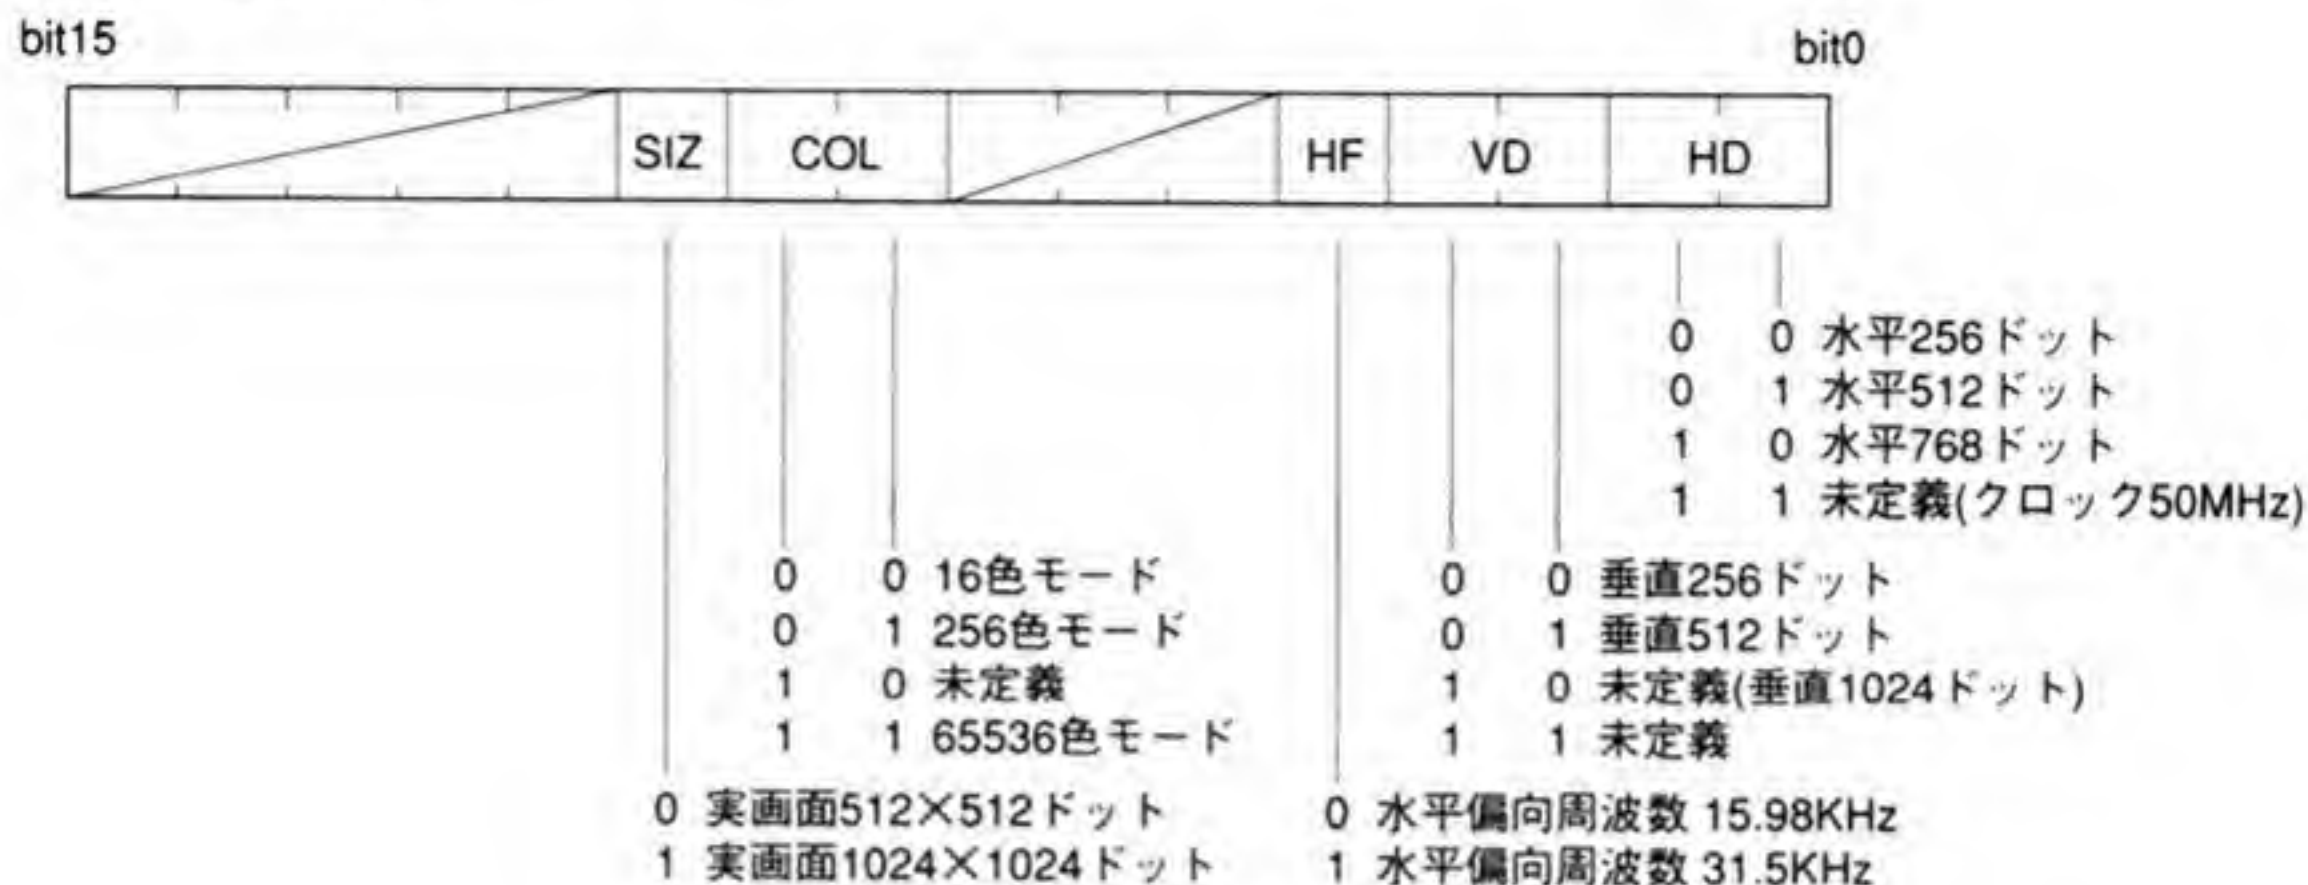 bit15
bit0
SIZ COL HF VD HD
0 0 水平256ドット
0 1 水平512ドット
1 0 水平768ドット
1 1 未定義(クロック50MHz)
0 0 16色モード
0 1 256色モード
1 0 未定義
1 1 65536色モード
0 0 垂直256ドット
0 1 垂直512ドット
1 0 未定義(垂直1024ドット)
1 1 未定義
0 実画面512×512ドット
1 実画面1024×1024ドット
0 水平偏向周波数 15.98KHz
1 水平偏向周波数 31.5KHz